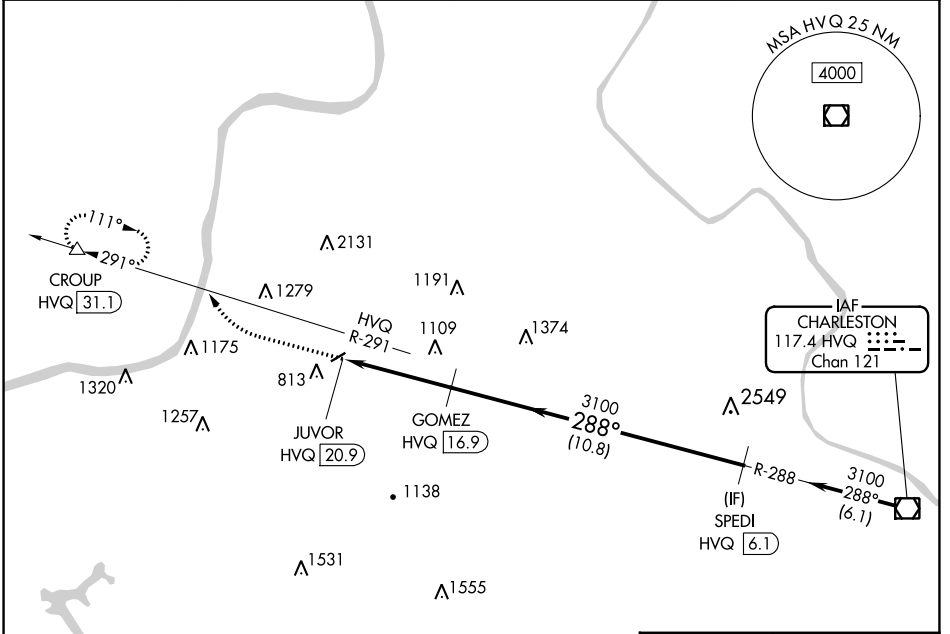 MSA HVQ 25 NM
4000
111°
291°
CROUP
HVQ 31.1
2131
1279
1191
HVQ
R-291
1109
1374
1175
1320
813
1257
JUVOR
HVQ 20.9
GOMEZ
HVQ 16.9
3100
288°
(10.8)
2549
IAF
CHARLESTON
117.4 HVQ
Chan 121
R-288
3100
288°
(6.1)
(IF)
SPEDI
HVQ 6.1
1138
1531
1555